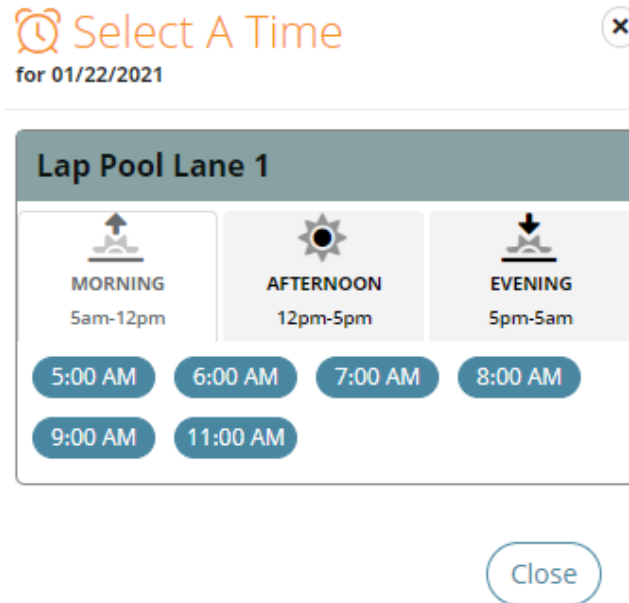 Select A Time
for 01/22/2021
Lap Pool Lane 1
MORNING AFTERNOON EVENING
5am-12pm 12pm-5pm 5pm-5am
5:00 AM 6:00 AM 7:00 AM 8:00 AM
9:00 AM 11:00 AM
Close